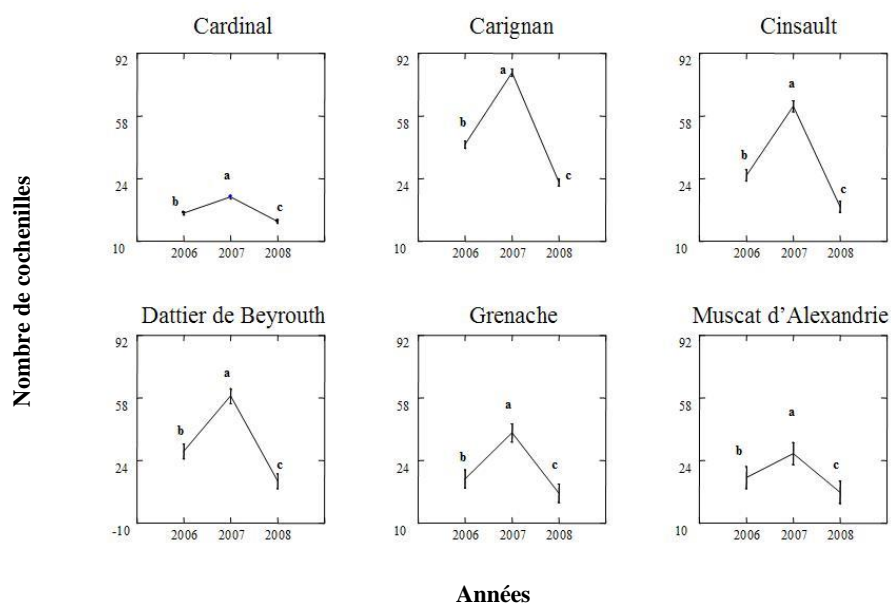 Cardinal
Carignan
Cinsault
92
58
24
10
b
a
c
2006 2007 2008
92
58
24
10
b
a
c
2006 2007 2008
92
58
24
10
b
a
c
2006 2007 2008
Nombre de cochenilles
Dattier de Beyrouth
Grenache
Muscat d’Alexandrie
92
58
24
-10
b
a
c
2006 2007 2008
92
58
24
10
b
a
c
2006 2007 2008
92
58
24
10
b
a
c
2006 2007 2008
Années